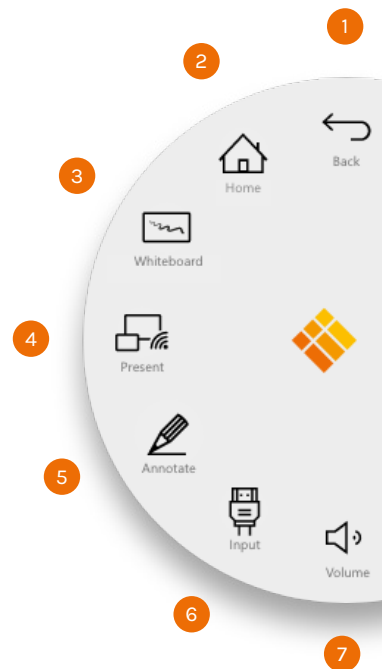 1
Back
2
Home
3
Whiteboard
4
Present
5
Annotate
6
Input
7
Volume